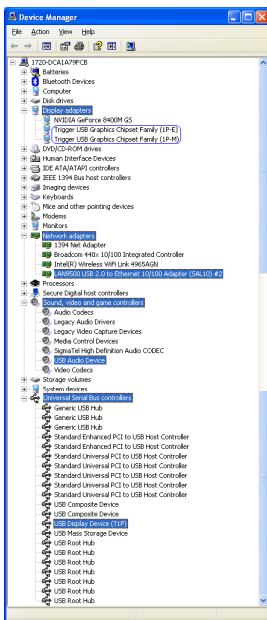 Device Manager
File Action View Help
1720-DCA1A79FCB
Batteries
Bluetooth Devices
Computer
Disk drives
Display adapters
NVIDIA GeForce 8400M GS
Trigger USB Graphics Chipset Family (1P-E)
Trigger USB Graphics Chipset Family (1P-M)
DVD/CD-ROM drives
Human Interface Devices
IDE ATA/ATAPI controllers
IEEE 1394 Bus host controllers
Imaging devices
Keyboards
Mice and other pointing devices
Modems
Monitors
Network adapters
1394 Net Adapter
Broadcom 440x 10/100 Integrated Controller
Intel(R) Wireless WiFi Link 4965AGN
LAN9500 USB 2.0 to Ethernet 10/100 Adapter (SAL10) #2
Processors
Secure Digital host controllers
Sound, video and game controllers
Audio Codecs
Legacy Audio Drivers
Legacy Video Capture Devices
Media Control Devices
SigmaTel High Definition Audio CODEC
USB Audio Device
Video Codecs
Storage volumes
System devices
Universal Serial Bus controllers
Generic USB Hub
Generic USB Hub
Generic USB Hub
Standard Enhanced PCI to USB Host Controller
Standard Enhanced PCI to USB Host Controller
Standard Universal PCI to USB Host Controller
Standard Universal PCI to USB Host Controller
Standard Universal PCI to USB Host Controller
Standard Universal PCI to USB Host Controller
Standard Universal PCI to USB Host Controller
USB Composite Device
USB Composite Device
USB Display Device (T1P)
USB Mass Storage Device
USB Root Hub
USB Root Hub
USB Root Hub
USB Root Hub
USB Root Hub
USB Root Hub
USB Root Hub